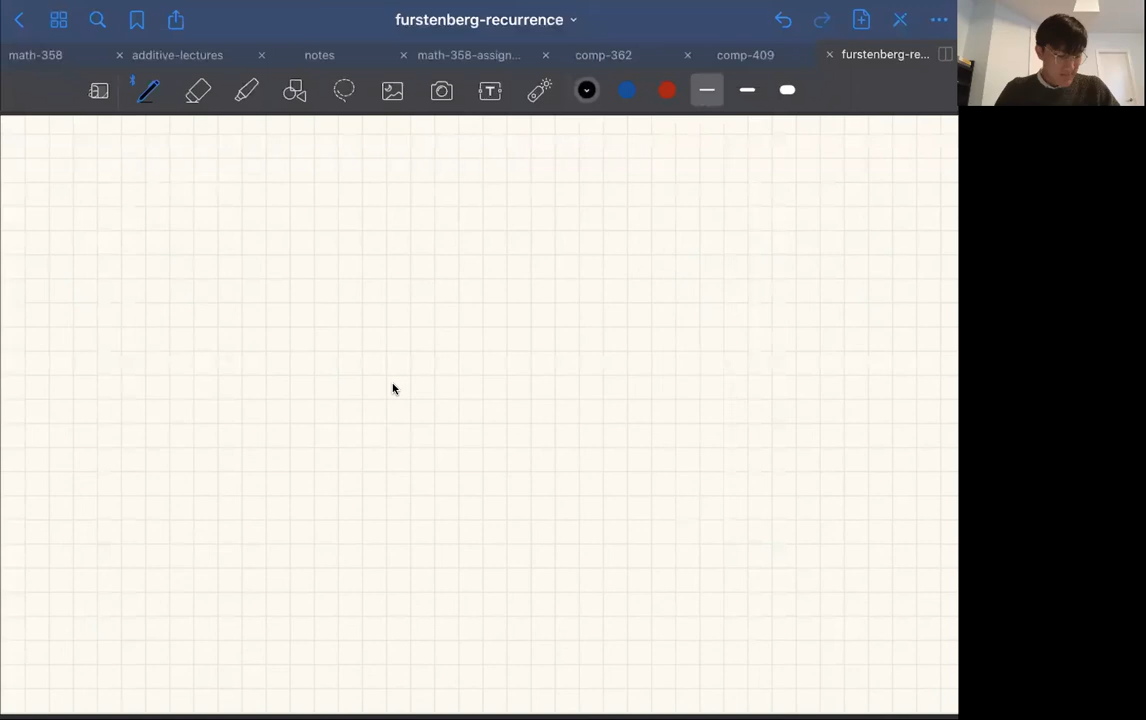 furstenberg-recurrence
math-358
additive-lectures
notes
math-358-assign...
comp-362
comp-409
furstenberg-re...
T